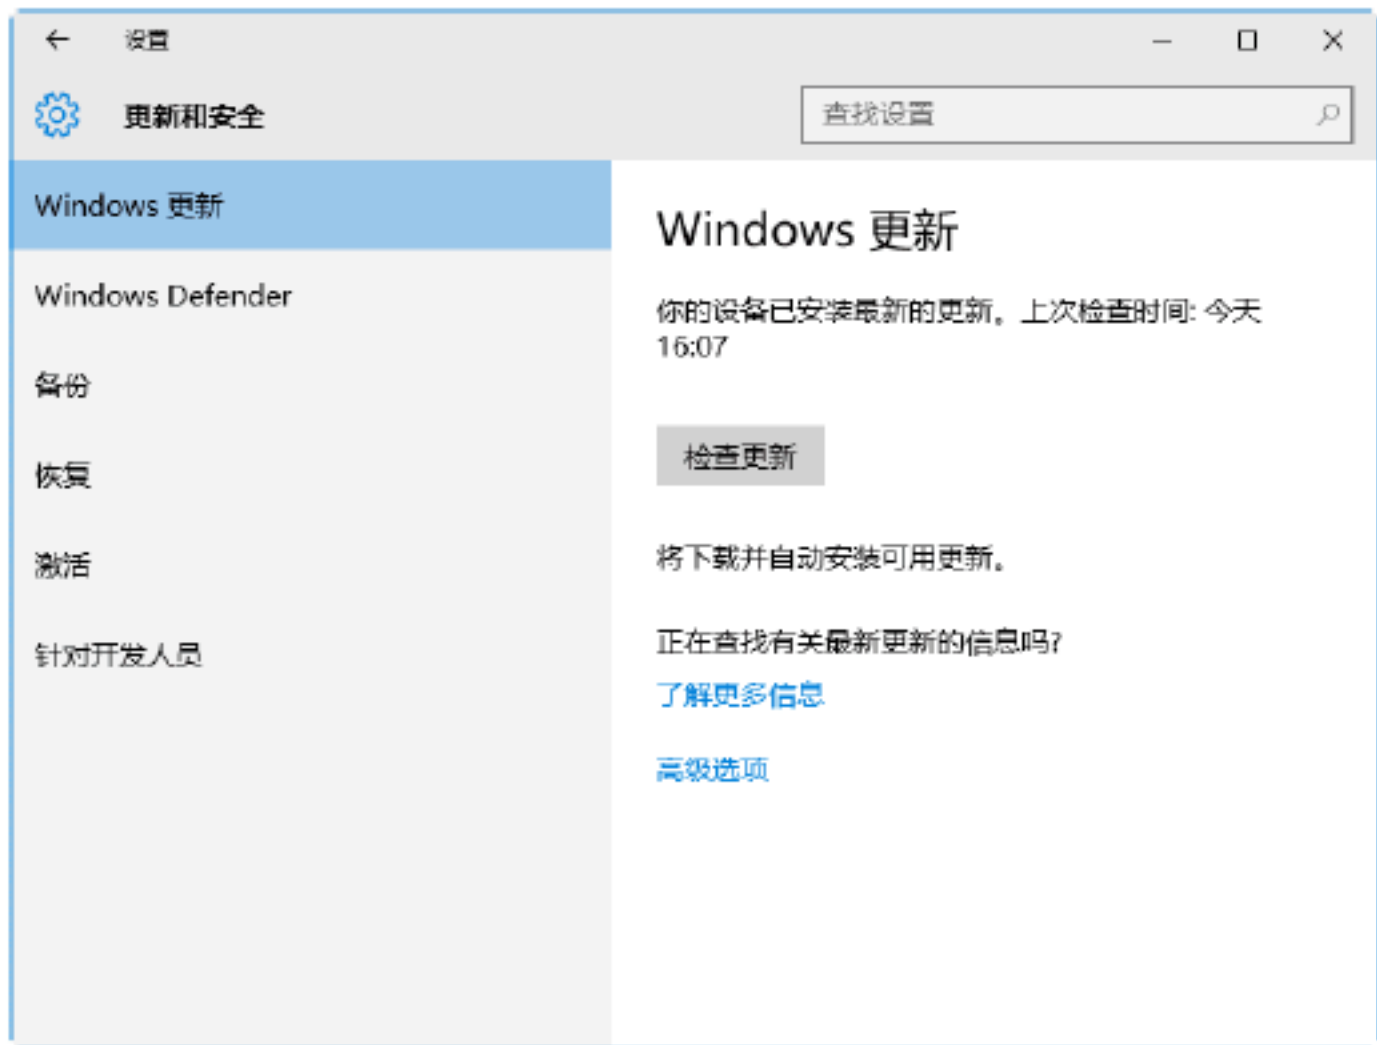 设置
更新和安全
查找设置
Windows 更新
Windows Defender
备份
恢复
激活
针对开发人员
Windows 更新
你的设备已安装最新的更新。上次检查时间: 今天
16:07
检查更新
将下载并自动安装可用更新。
正在查找有关最新更新的信息吗?
了解更多信息
高级选项